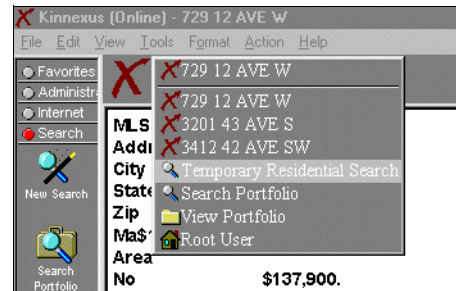 Kinnexus (Online) - 729 12 AVE W
File Edit View Tools Format Action Help
Favorites
Administr
Internet
Search
New Search
Search
Portfolio
729 12 AVE W
729 12 AVE W
3201 43 AVE S
3412 42 AVE SW
Temporary Residential Search
Search Portfolio
View Portfolio
Root User
MLS
Addr
City
State
Zip
Area
No $137,900.